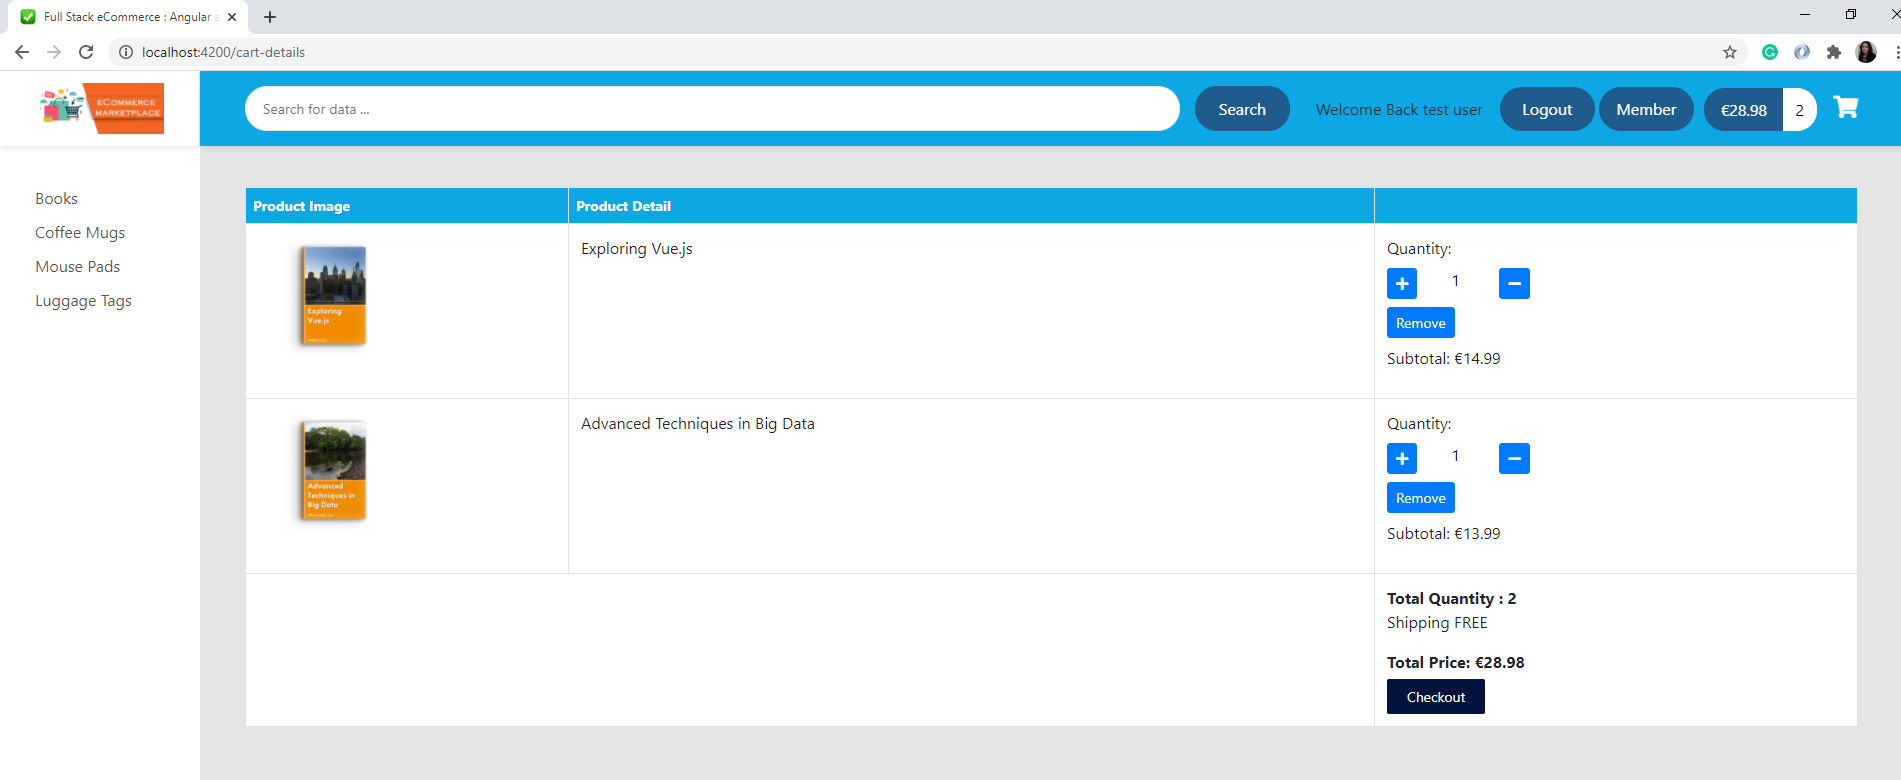 Full Stack eCommerce : Angular a
localhost:4200/cart-details
eCOMMERCE
MARKETPLACE
Search for data ...
Search
Welcome Back test user
Logout
Member
€28.98
2
Books
Coffee Mugs
Mouse Pads
Luggage Tags
Product Image
Product Detail
Exploring
Vue.js
Exploring Vue.js
Quantity:
1
Remove
Subtotal: €14.99
Advanced
Techniques in
Big Data
Advanced Techniques in Big Data
Quantity:
1
Remove
Subtotal: €13.99
Total Quantity : 2
Shipping FREE
Total Price: €28.98
Checkout